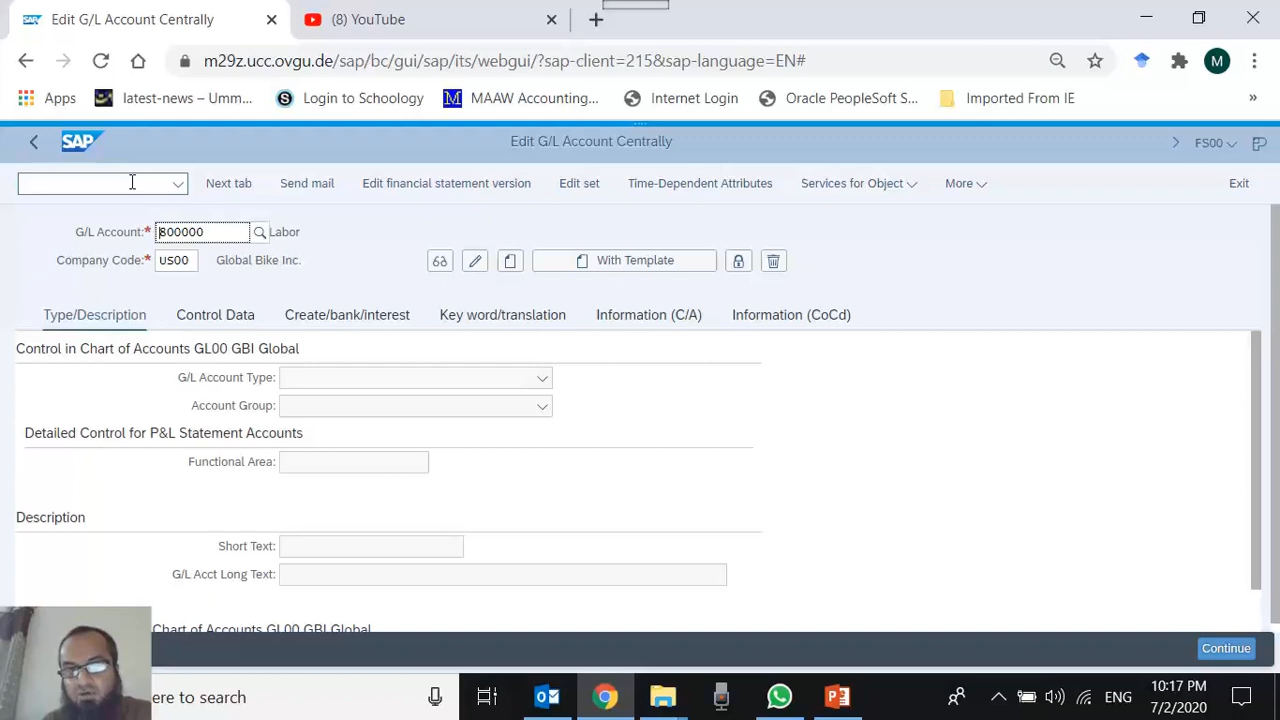 SAP Edit G/L Account Centrally
(8) YouTube
m29z.ucc.ovgu.de/sap/bc/gui/sap/its/webgui/?sap-client=215&sap-language=EN#
M
Apps
latest-news – Umm...
S Login to Schoology
M MAAW Accounting...
Internet Login
Oracle PeopleSoft S...
Imported From IE
»
SAP
Edit G/L Account Centrally
FS00
Next tab
Send mail
Edit financial statement version
Edit set
Time-Dependent Attributes
Services for Object
More
Exit
G/L Account:* 800000 Labor
Company Code:* US00 Global Bike Inc.
With Template
Type/Description
Control Data
Create/bank/interest
Key word/translation
Information (C/A)
Information (CoCd)
Control in Chart of Accounts GL00 GBI Global
G/L Account Type:
Account Group:
Detailed Control for P&L Statement Accounts
Functional Area:
Description
Short Text:
G/L Acct Long Text:
Chart of Accounts GL00 GBI Global
Continue
here to search
ENG
10:17 PM
7/2/2020